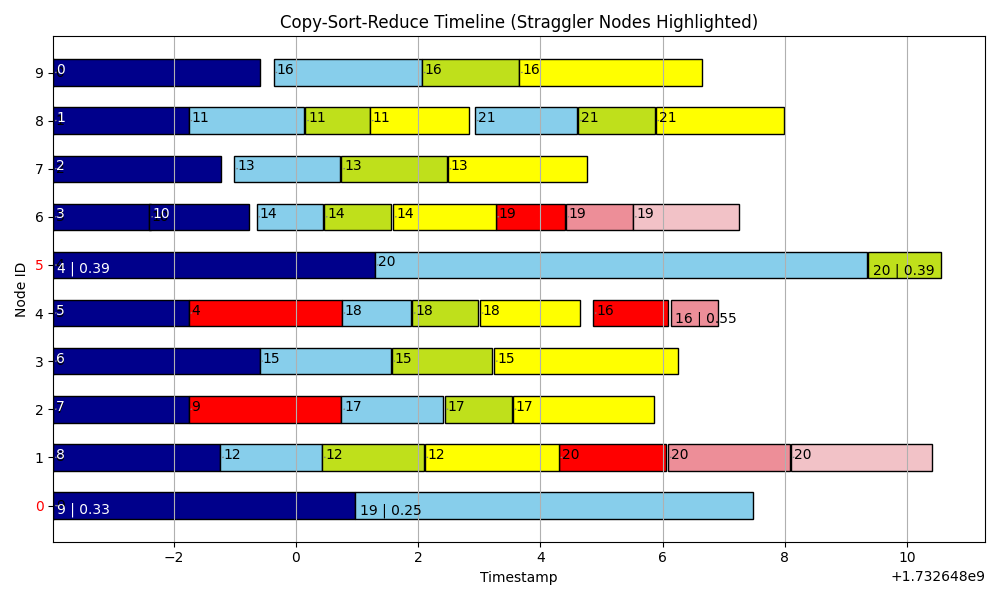 Copy-Sort-Reduce Timeline (Straggler Nodes Highlighted)
9 0 16 16 16
8 1 11 11 11 21 21 21
7 2 13 13 13
6 3 10 14 14 14 19 19 19
5 4 | 0.39 20 20 | 0.39
4 5 4 18 18 18 16 16 | 0.55
3 6 15 15 15
2 7 9 17 17 17
1 8 12 12 12 20 20 20
0 9 | 0.33 19 | 0.25
Node ID
−2 0 2 4 6 8 10
+1.732648e9
Timestamp